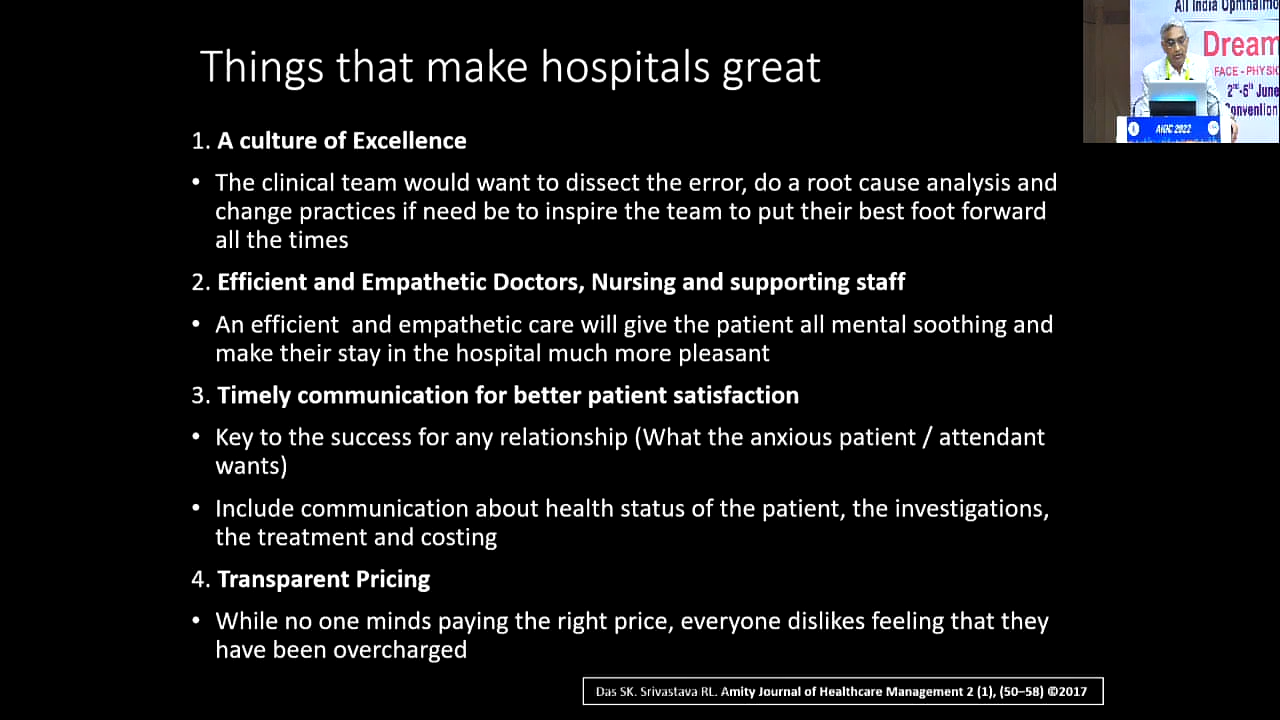 Things that make hospitals great
1. A culture of Excellence
• The clinical team would want to dissect the error, do a root cause analysis and
change practices if need be to inspire the team to put their best foot forward
all the times
2. Efficient and Empathetic Doctors, Nursing and supporting staff
• An efficient and empathetic care will give the patient all mental soothing and
make their stay in the hospital much more pleasant
3. Timely communication for better patient satisfaction
• Key to the success for any relationship (What the anxious patient / attendant
wants)
• Include communication about health status of the patient, the investigations,
the treatment and costing
4. Transparent Pricing
• While no one minds paying the right price, everyone dislikes feeling that they
have been overcharged
Das SK. Srivastava RL. Amity Journal of Healthcare Management 2 (1), (50–58) ©2017
All India Ophthalmo
Dream
FACE - PHYSI
2nd-6th June
Convention
AIOC 2022